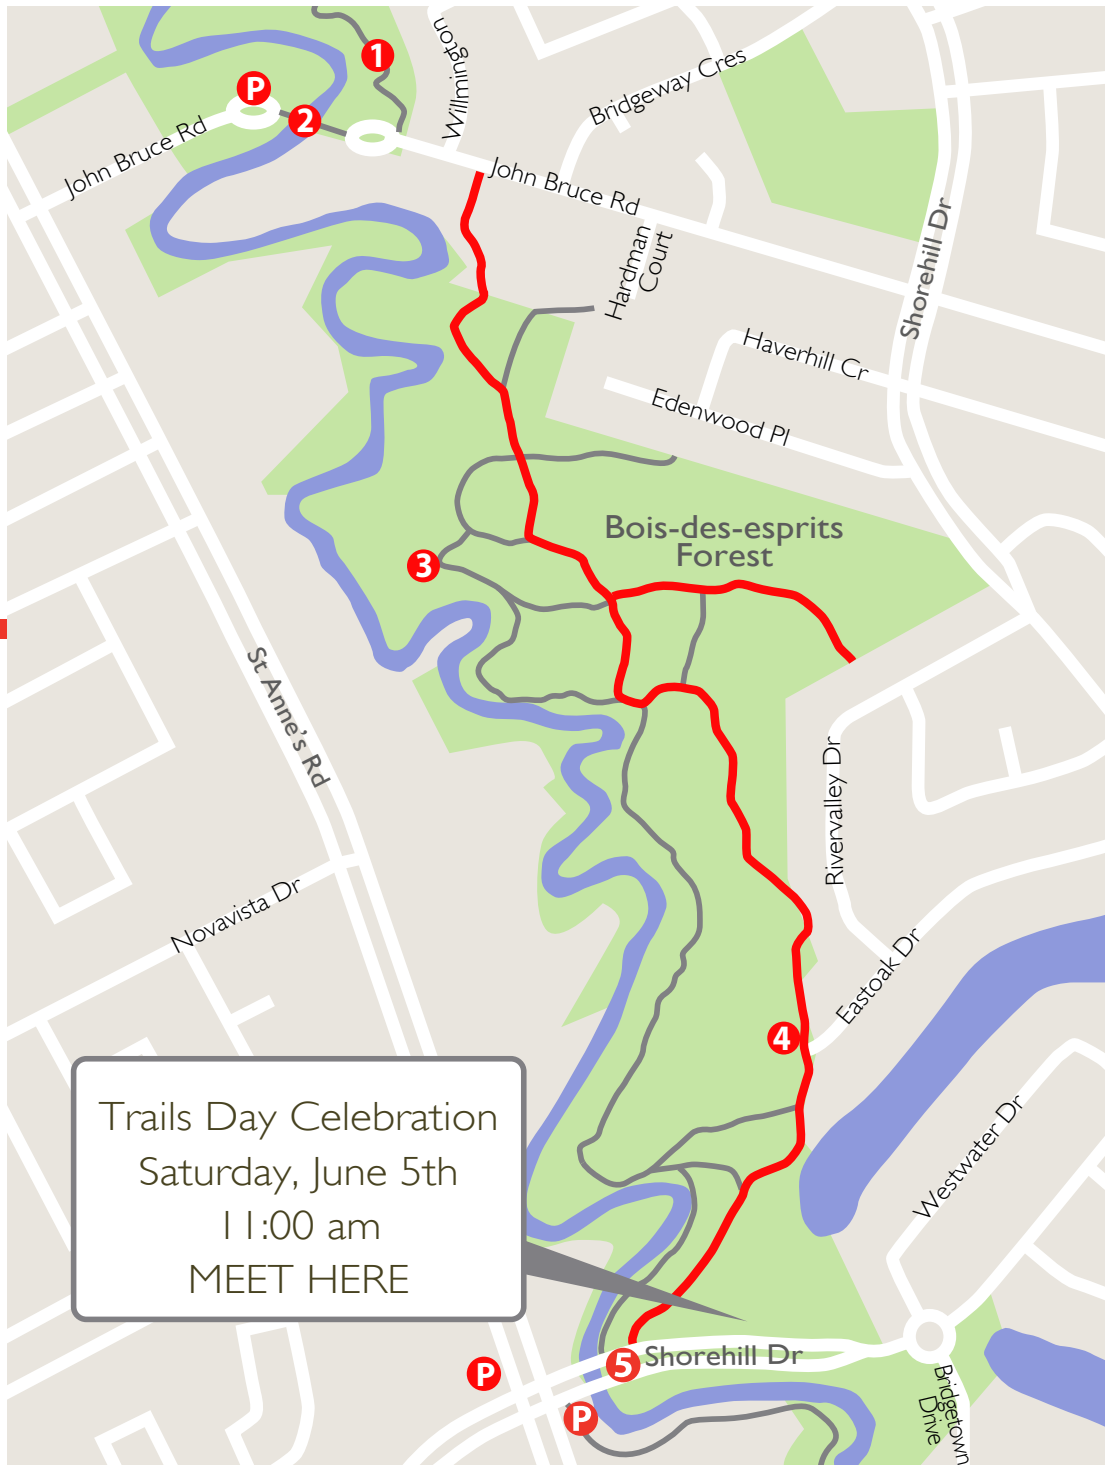 1
Willmington
P
2
John Bruce Rd
Bridgeway Cres
John Bruce Rd
Hardman
Court
Shorehill Dr
Haverhill Cr
Edenwood Pl
Bois-des-esprits
Forest
3
St Anne's Rd
Rivervalley Dr
Novavista Dr
Eastoak Dr
4
Trails Day Celebration
Saturday, June 5th
11:00 am
MEET HERE
Westwater Dr
5
Shorehill Dr
P
P
Bridgetown
Drive